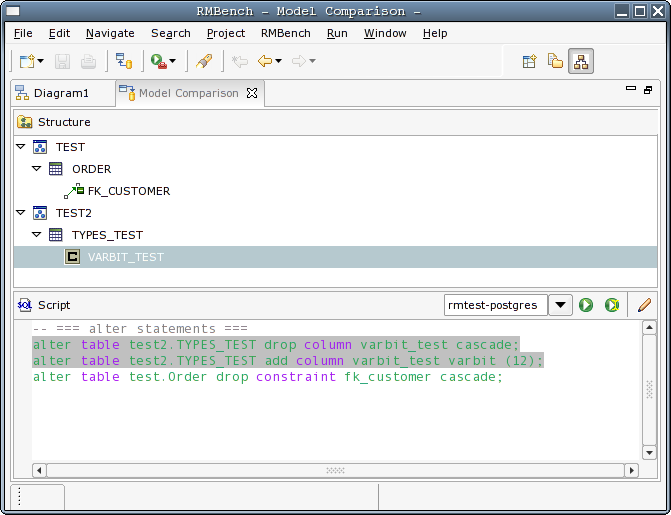 RMBench - Model Comparison -
File Edit Navigate Search Project RMBench Run Window Help
Diagram1 Model Comparison
Structure
TEST
ORDER
FK_CUSTOMER
TEST2
TYPES_TEST
VARBIT_TEST
SQL Script rmtest-postgres
-- === alter statements ===
alter table test2.TYPES_TEST drop column varbit_test cascade;
alter table test2.TYPES_TEST add column varbit_test varbit (12);
alter table test.Order drop constraint fk_customer cascade;